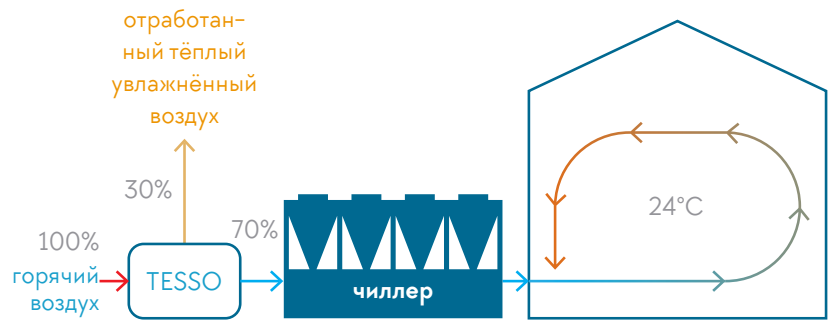 отработан-
ный тёплый
увлажнённый
воздух
30%
100%
70%
24°C
горячий
воздух
TESSO
чиллер